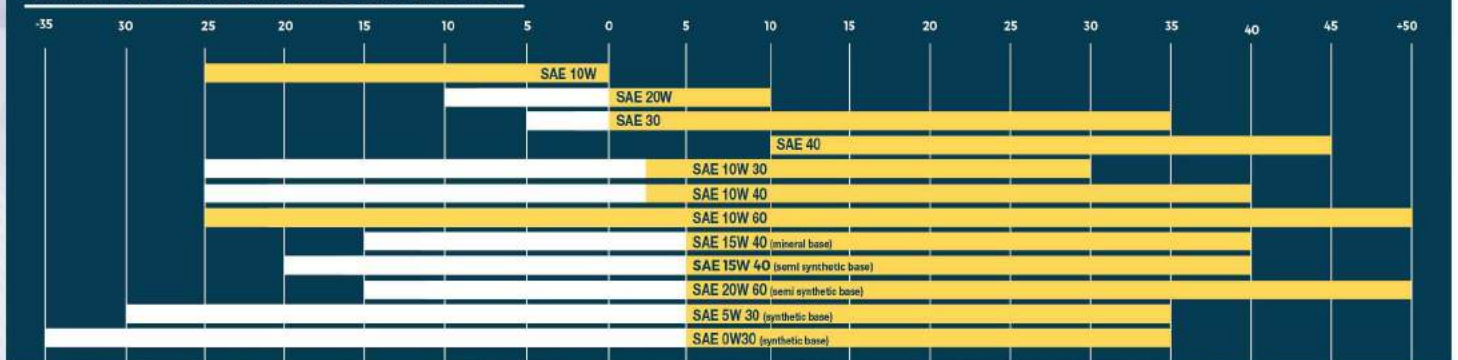 -35 30 25 20 15 10 5 0 5 10 15 20 25 30 35 40 45 +50
SAE 10W
SAE 20W
SAE 30
SAE 40
SAE 10W 30
SAE 10W 40
SAE 10W 60
SAE 15W 40 (mineral base)
SAE 15W 40 (semi synthetic base)
SAE 20W 60 (semi synthetic base)
SAE 5W 30 (synthetic base)
SAE 0W30 (synthetic base)